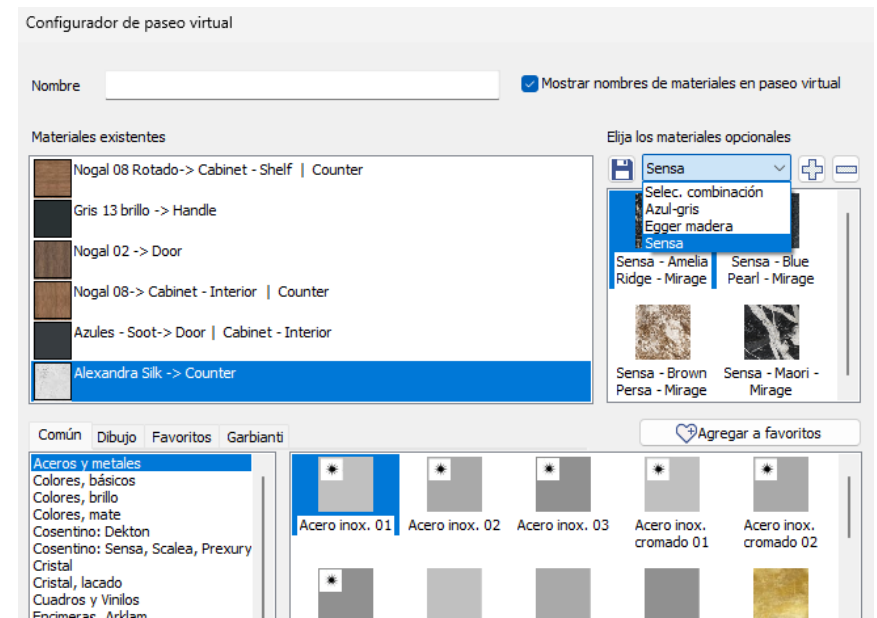 Configurador de paseo virtual
Nombre
Mostrar nombres de materiales en paseo virtual
Materiales existentes
Elija los materiales opcionales
Nogal 08 Rotado-> Cabinet - Shelf | Counter
Gris 13 brillo -> Handle
Nogal 02 -> Door
Nogal 08-> Cabinet - Interior | Counter
Azules - Soot-> Door | Cabinet - Interior
Alexandra Silk -> Counter
Sensa
Selec. combinación
Azul-gris
Egger madera
Sensa
Sensa - Amelia
Ridge - Mirage
Sensa - Blue
Pearl - Mirage
Sensa - Brown
Persa - Mirage
Sensa - Maori -
Mirage
Común
Dibujo
Favoritos
Garbianti
Agregar a favoritos
Aceros y metales
Colores, básicos
Colores, brillo
Colores, mate
Cosentino: Dekton
Cosentino: Sensa, Scalea, Prexury
Cristal
Cristal, lacado
Cuadros y Vinilos
Encimeras, Arklam
Acero inox. 01
Acero inox. 02
Acero inox. 03
Acero inox.
cromado 01
Acero inox.
cromado 02